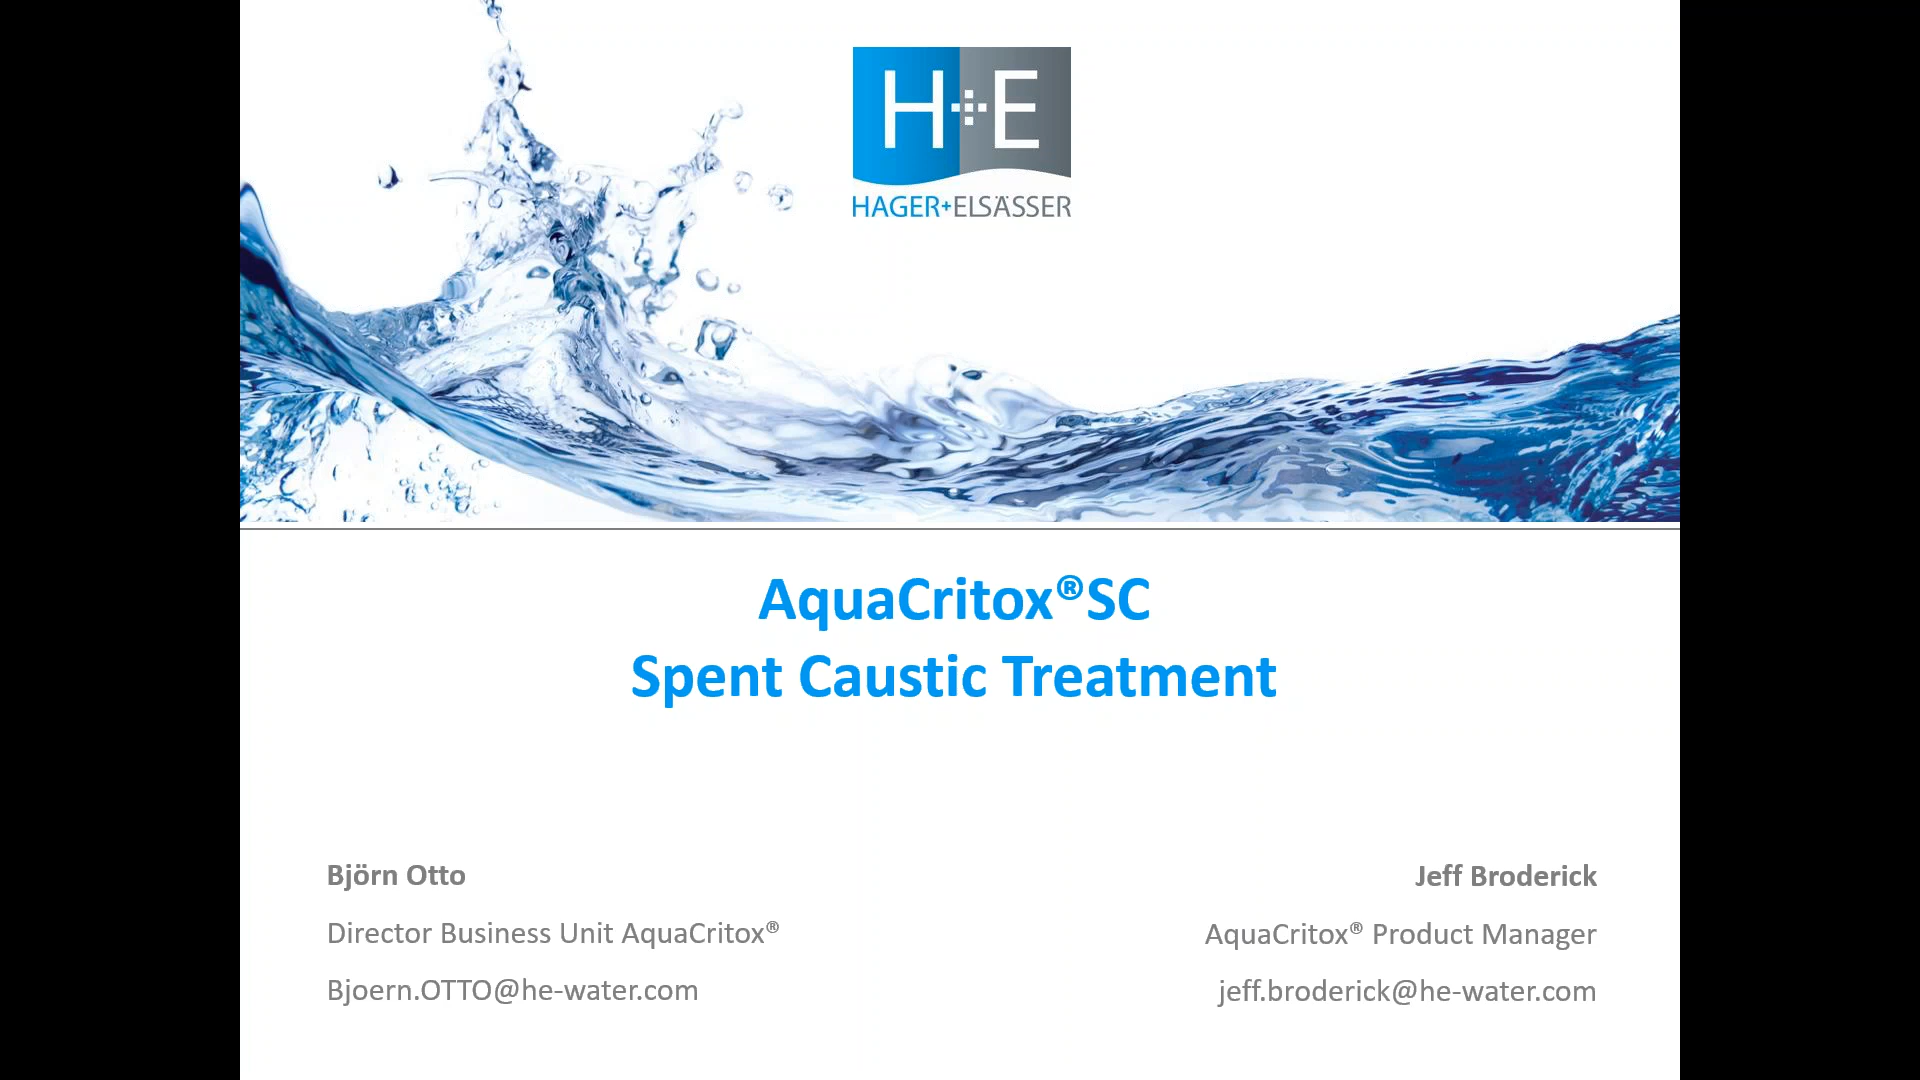 H+E
HAGER+ELSÄSSER
AquaCritox®SC
Spent Caustic Treatment
Björn Otto
Director Business Unit AquaCritox®
Bjoern.OTTO@he-water.com
Jeff Broderick
AquaCritox® Product Manager
jeff.broderick@he-water.com